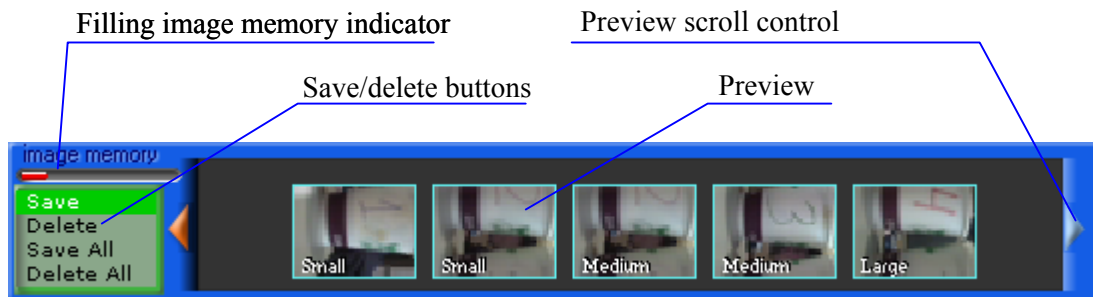 Filling image memory indicator
Preview scroll control
Save/delete buttons
Preview
image memory
Save
Delete
Save All
Delete All
Small
Small
Medium
Medium
Large